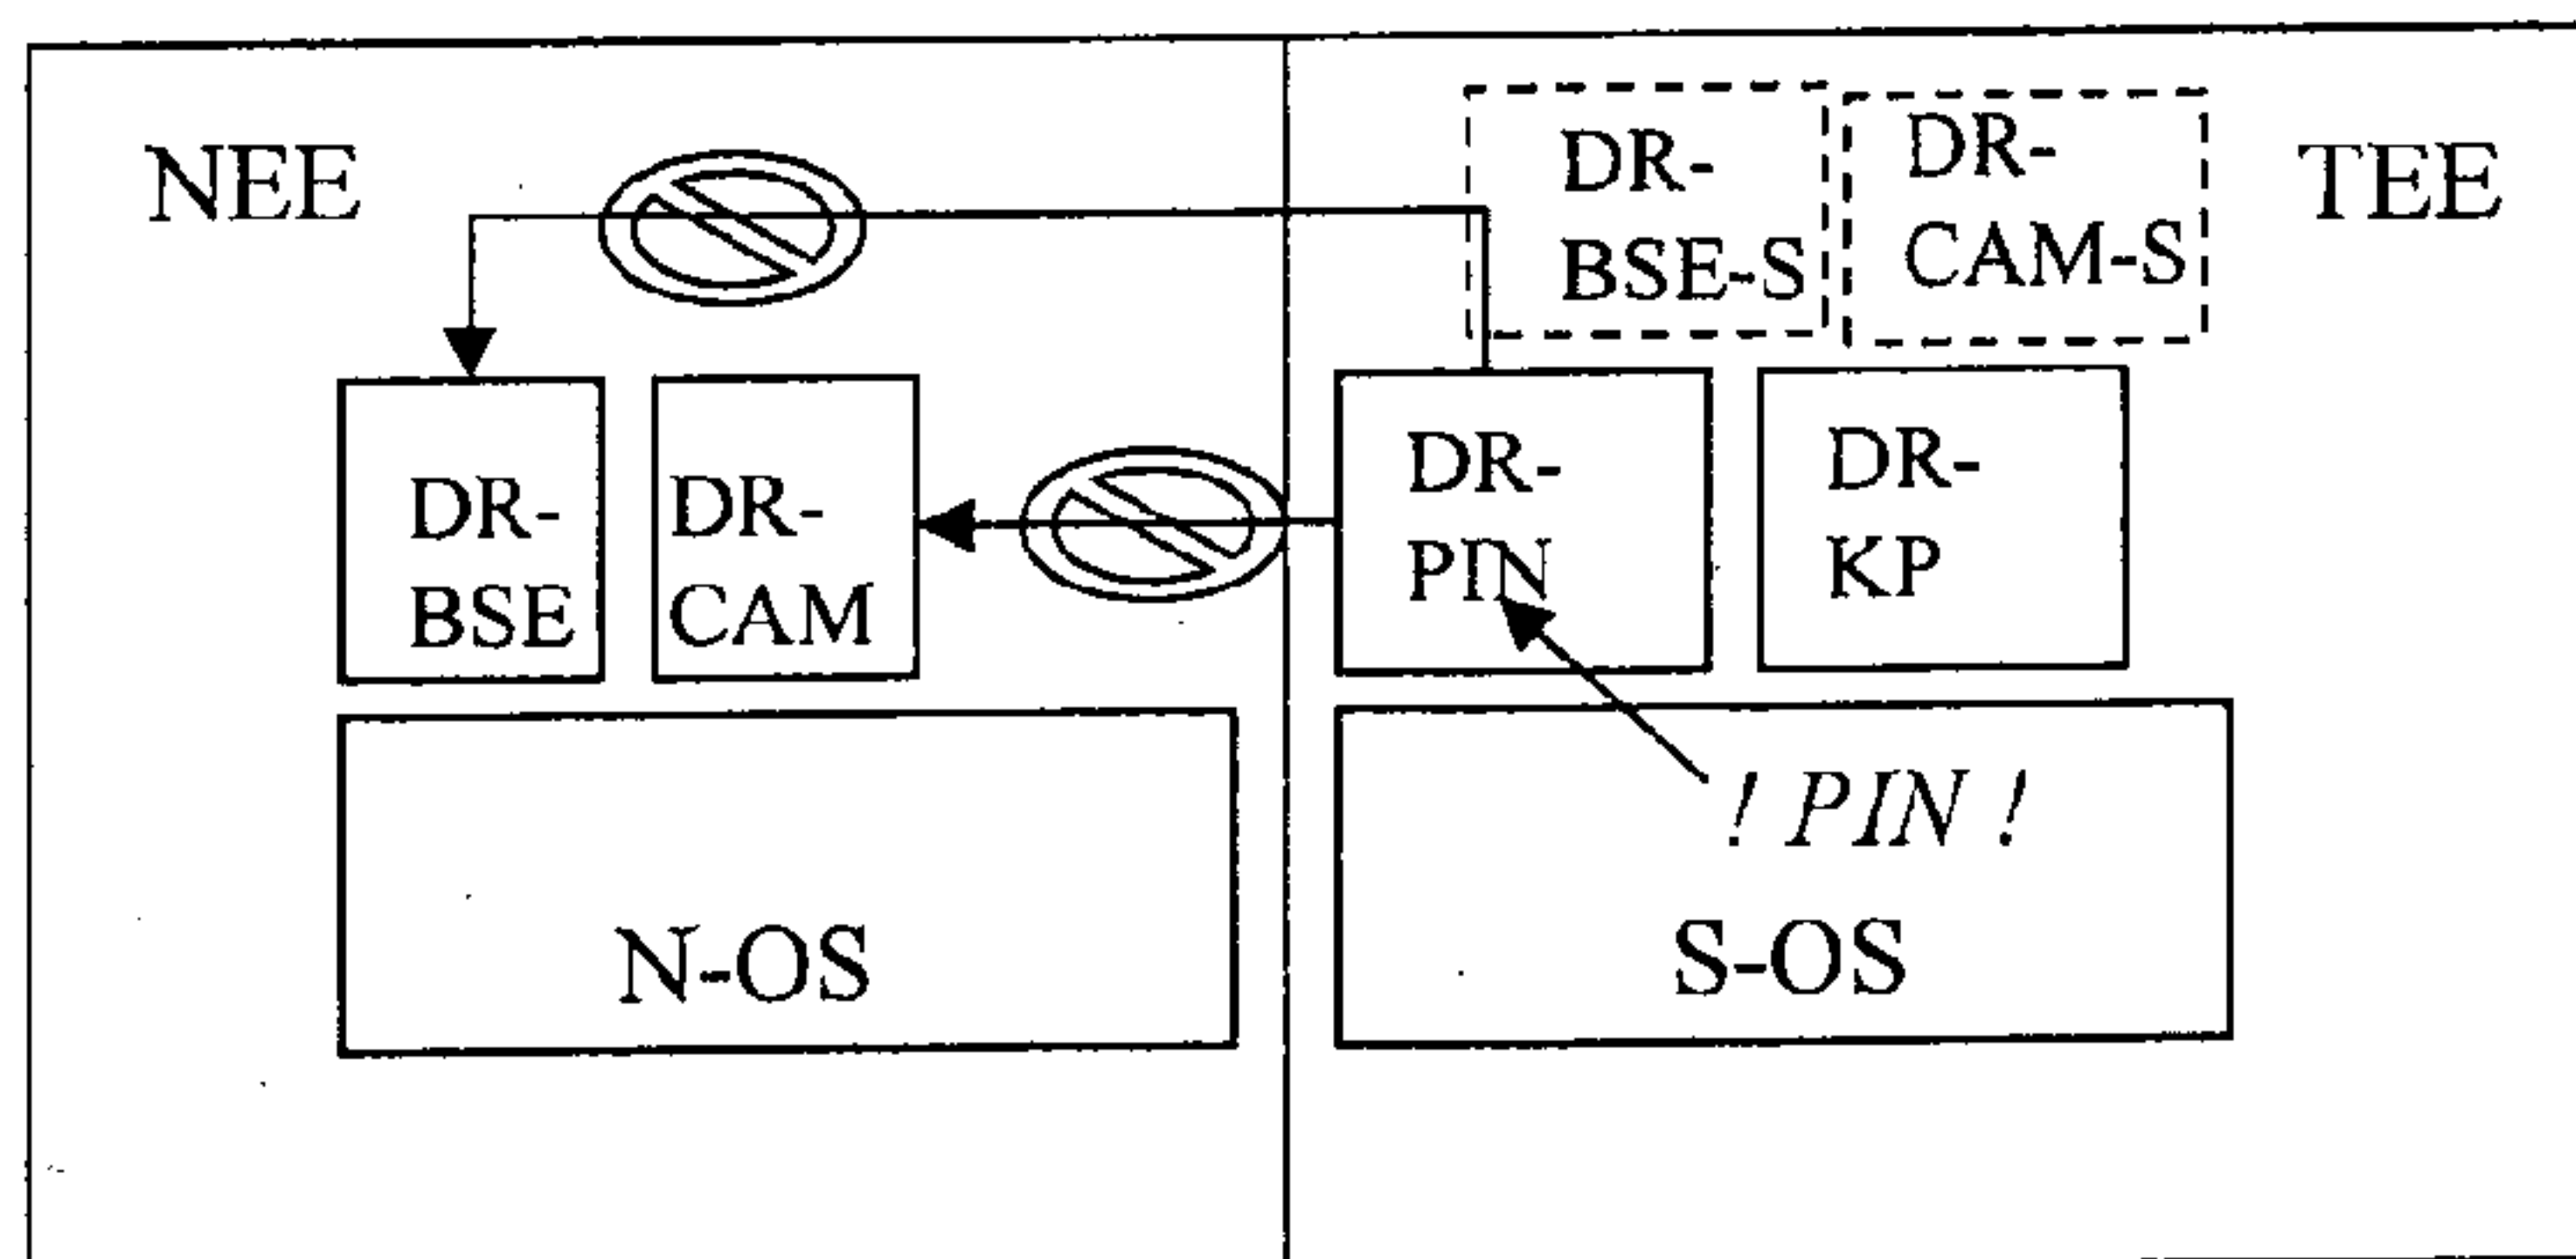 NEE
DR-
BSE-S
DR-
CAM-S
TEE
DR-
BSE
DR-
CAM
DR-
PIN
DR-
KP
! PIN !
N-OS
S-OS